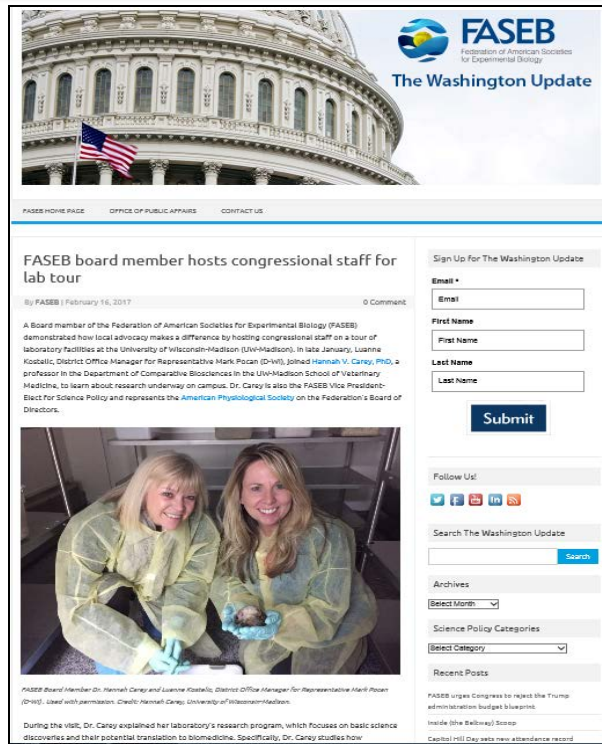 FASEB
Federation of American Societies
for Experimental Biology
The Washington Update
FASEB HOME PAGE OFFICE OF PUBLIC AFFAIRS CONTACT US
FASEB board member hosts congressional staff for
lab tour
By FASEB | February 16, 2017 0 Comment
A Board member of the Federation of American Societies for Experimental Biology (FASEB)
demonstrated how local advocacy makes a difference by hosting congressional staff on a tour of
laboratory facilities at the University of Wisconsin-Madison (UW-Madison). In late January, Luanne
Kostelic, District Office Manager for Representative Mark Pocan (D-WI), joined Hannah V. Carey, PhD, a
professor in the Department of Comparative Biosciences in the UW-Madison School of Veterinary
Medicine, to learn about research underway on campus. Dr. Carey is also the FASEB Vice President-
Elect for Science Policy and represents the American Physiological Society on the Federation's Board of
Directors.
FASEB Board Member Dr. Hannah Carey and Luanne Kostelic, District Office Manager for Representative Mark Pocan
(D-WI). Used with permission. Credit: Hannah Carey, University of Wisconsin-Madison.
During the visit, Dr. Carey explained her laboratory's research program, which focuses on basic science
discoveries and their potential translation to biomedicine. Specifically, Dr. Carey studies how
Sign Up for The Washington Update
Email *
Email
First Name
First Name
Last Name
Last Name
Submit
Follow Us!
Search The Washington Update
Search
Archives
Select Month
Science Policy Categories
Select Category
Recent Posts
FASEB urges Congress to reject the Trump
administration budget blueprint
Inside (the Beltway) Scoop
Capitol Hill Day sets new attendance record